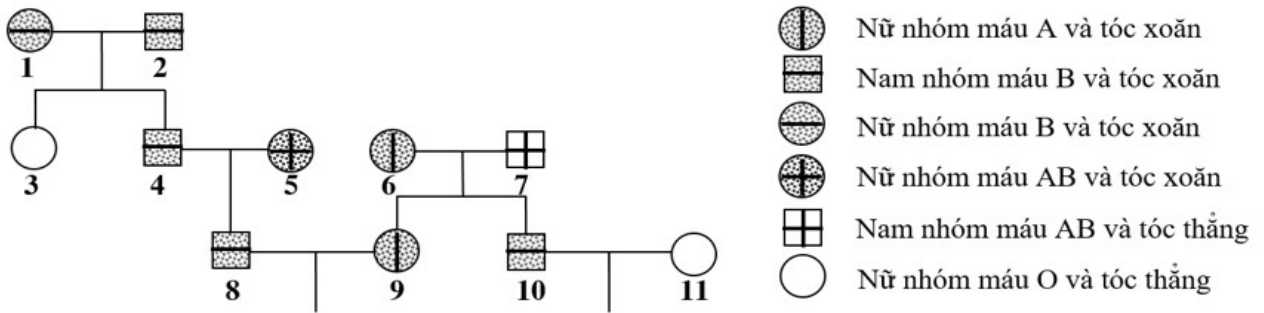 1 2
3 4 5 6 7
8 9 10 11
Nữ nhóm máu A và tóc xoăn
Nam nhóm máu B và tóc xoăn
Nữ nhóm máu B và tóc xoăn
Nữ nhóm máu AB và tóc xoăn
Nam nhóm máu AB và tóc thẳng
Nữ nhóm máu O và tóc thẳng